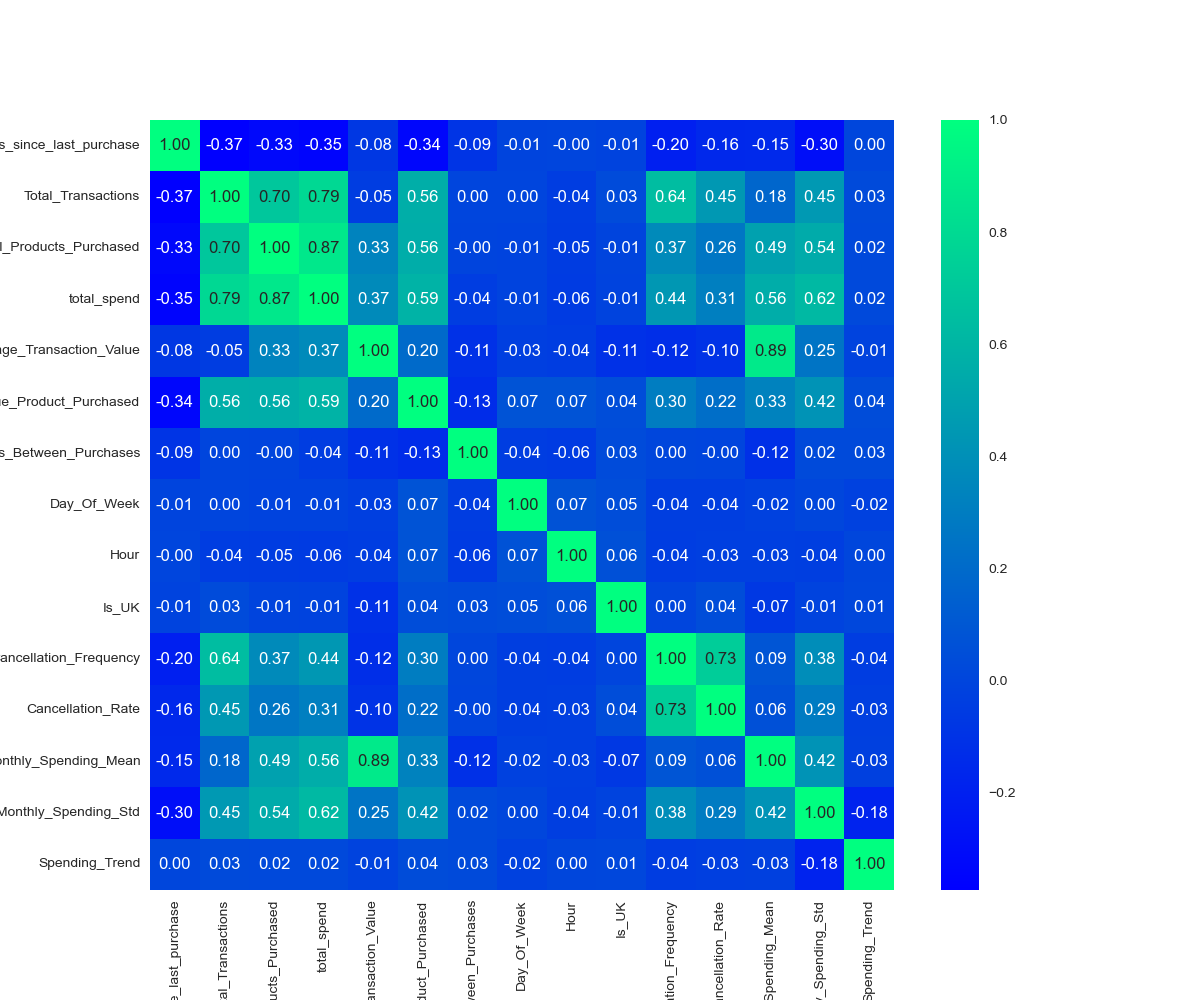 s_since_last_purchase 1.00 -0.37 -0.33 -0.35 -0.08 -0.34 -0.09 -0.01 -0.00 -0.01 -0.20 -0.16 -0.15 -0.30 0.00
Total_Transactions -0.37 1.00 0.70 0.79 -0.05 0.56 0.00 0.00 -0.04 0.03 0.64 0.45 0.18 0.45 0.03
l_Products_Purchased -0.33 0.70 1.00 0.87 0.33 0.56 -0.00 -0.01 -0.05 -0.01 0.37 0.26 0.49 0.54 0.02
total_spend -0.35 0.79 0.87 1.00 0.37 0.59 -0.04 -0.01 -0.06 -0.01 0.44 0.31 0.56 0.62 0.02
ge_Transaction_Value -0.08 -0.05 0.33 0.37 1.00 0.20 -0.11 -0.03 -0.04 -0.11 -0.12 -0.10 0.89 0.25 -0.01
e_Product_Purchased -0.34 0.56 0.56 0.59 0.20 1.00 -0.13 0.07 0.07 0.04 0.30 0.22 0.33 0.42 0.04
s_Between_Purchases -0.09 0.00 -0.00 -0.04 -0.11 -0.13 1.00 -0.04 -0.06 0.03 0.00 -0.00 -0.12 0.02 0.03
Day_Of_Week -0.01 0.00 -0.01 -0.01 -0.03 0.07 -0.04 1.00 0.07 0.05 -0.04 -0.04 -0.02 0.00 -0.02
Hour -0.00 -0.04 -0.05 -0.06 -0.04 0.07 -0.06 0.07 1.00 0.06 -0.04 -0.03 -0.03 -0.04 0.00
Is_UK -0.01 0.03 -0.01 -0.01 -0.11 0.04 0.03 0.05 0.06 1.00 0.00 0.04 -0.07 -0.01 0.01
ancellation_Frequency -0.20 0.64 0.37 0.44 -0.12 0.30 0.00 -0.04 -0.04 0.00 1.00 0.73 0.09 0.38 -0.04
Cancellation_Rate -0.16 0.45 0.26 0.31 -0.10 0.22 -0.00 -0.04 -0.03 0.04 0.73 1.00 0.06 0.29 -0.03
onthly_Spending_Mean -0.15 0.18 0.49 0.56 0.89 0.33 -0.12 -0.02 -0.03 -0.07 0.09 0.06 1.00 0.42 -0.03
Monthly_Spending_Std -0.30 0.45 0.54 0.62 0.25 0.42 0.02 0.00 -0.04 -0.01 0.38 0.29 0.42 1.00 -0.18
Spending_Trend 0.00 0.03 0.02 0.02 -0.01 0.04 0.03 -0.02 0.00 0.01 -0.04 -0.03 -0.03 -0.18 1.00
e_last_purchase
al_Transactions
ucts_Purchased
total_spend
ansaction_Value
duct_Purchased
ween_Purchases
Day_Of_Week
Hour
Is_UK
tion_Frequency
ncellation_Rate
Spending_Mean
y_Spending_Std
Spending_Trend
1.0
0.8
0.6
0.4
0.2
0.0
−0.2